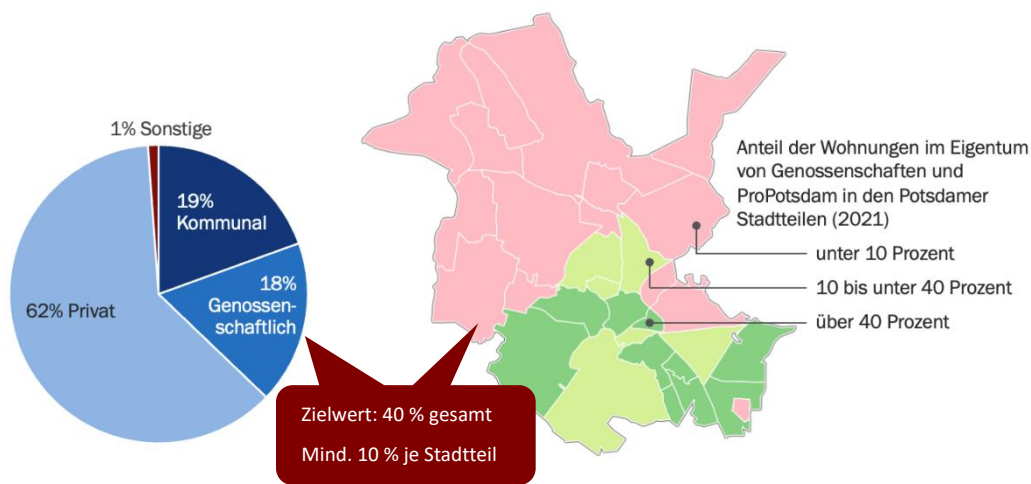 1% Sonstige
19%
Kommunal
18%
Genossen-
schaftlich
62% Privat
Zielwert: 40 % gesamt
Mind. 10 % je Stadtteil
Anteil der Wohnungen im Eigentum
von Genossenschaften und
ProPotsdam in den Potsdamer
Stadtteilen (2021)
unter 10 Prozent
10 bis unter 40 Prozent
über 40 Prozent